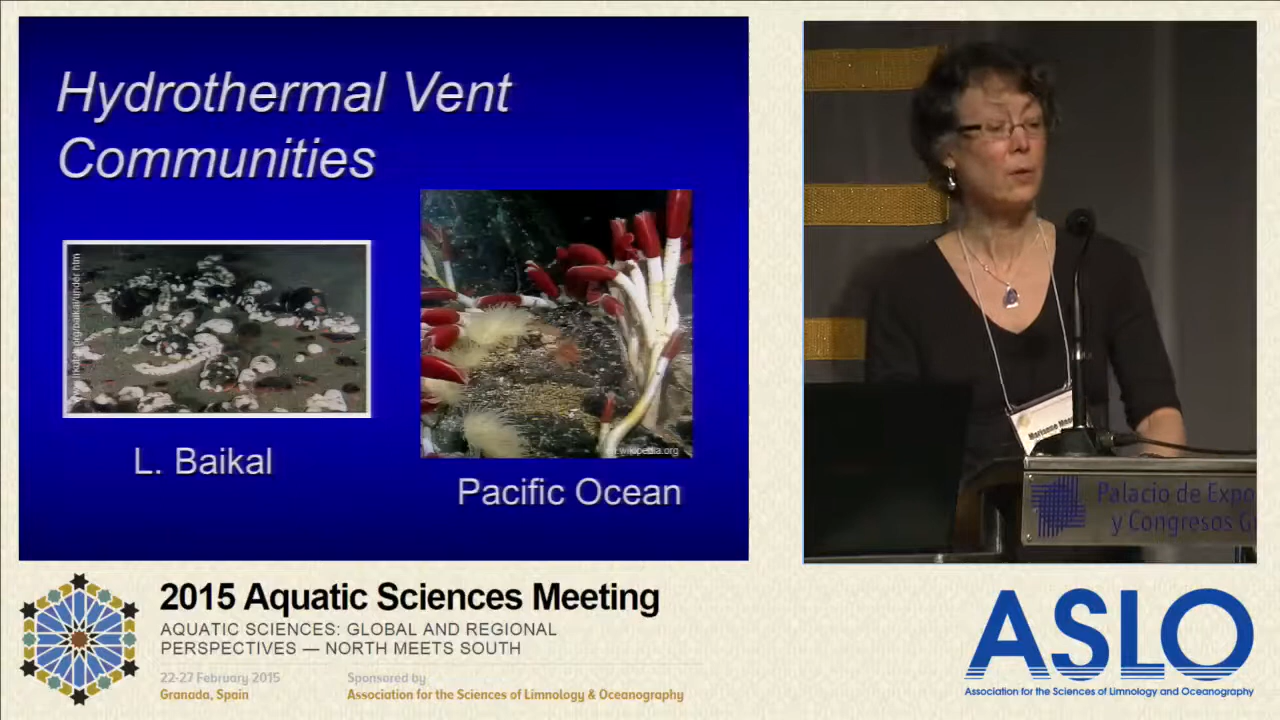 Hydrothermal Vent
Communities
L. Baikal
wikipedia.org
Pacific Ocean
Marianne
Palacio de Expo
y Congresos G
2015 Aquatic Sciences Meeting
AQUATIC SCIENCES: GLOBAL AND REGIONAL
PERSPECTIVES — NORTH MEETS SOUTH
22-27 February 2015
Granada, Spain
Sponsored by
Association for the Sciences of Limnology & Oceanography
ASLO
Association for the Sciences of Limnology and Oceanography